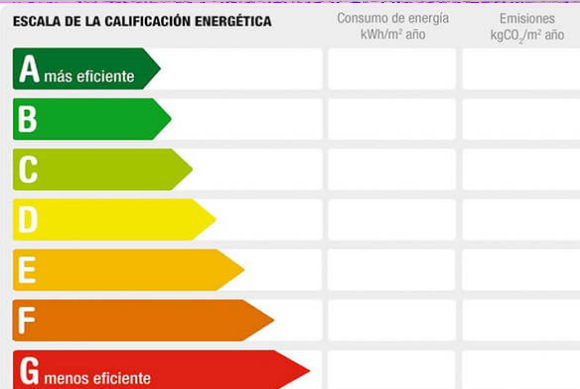 ESCALA DE LA CALIFICACIÓN ENERGÉTICA
Consumo de energía
kWh/m² año
Emisiones
kgCO₂/m² año
A más eficiente
B
C
D
E
F
G menos eficiente